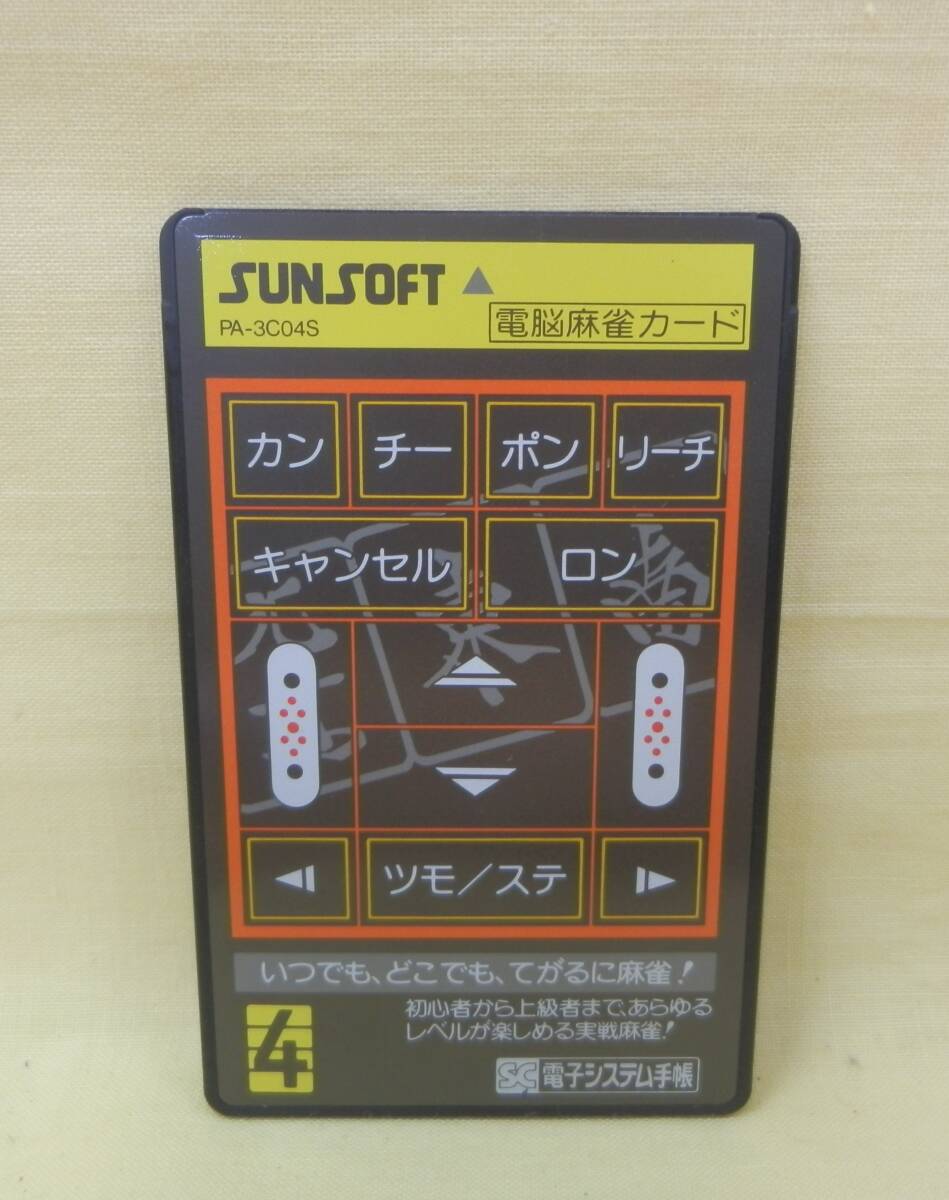 SUNSOFT
PA-3C04S
電脳麻雀カード
カン チー ポン リーチ
キャンセル ロン
ツモ／ステ
いつでも、どこでも、てがるに麻雀！
初心者から上級者まで、あらゆる
レベルが楽しめる実戦麻雀！
4
SC 電子システム手帳